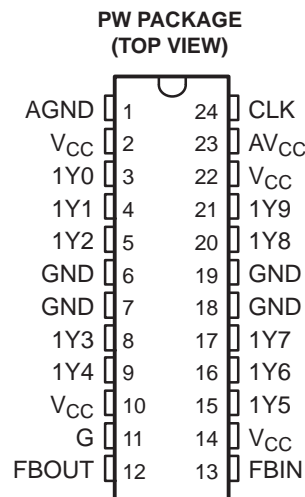 PW PACKAGE
(TOP VIEW)
AGND 1 24 CLK
VCC 2 23 AVCC
1Y0 3 22 VCC
1Y1 4 21 1Y9
1Y2 5 20 1Y8
GND 6 19 GND
GND 7 18 GND
1Y3 8 17 1Y7
1Y4 9 16 1Y6
VCC 10 15 1Y5
G 11 14 VCC
FBOUT 12 13 FBIN